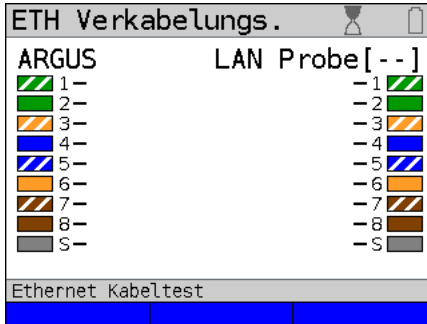 ETH Verkabelungs.
ARGUS LAN Probe[--]
1– –1
2– –2
3– –3
4– –4
5– –5
6– –6
7– –7
8– –8
S– –S
Ethernet Kabeltest